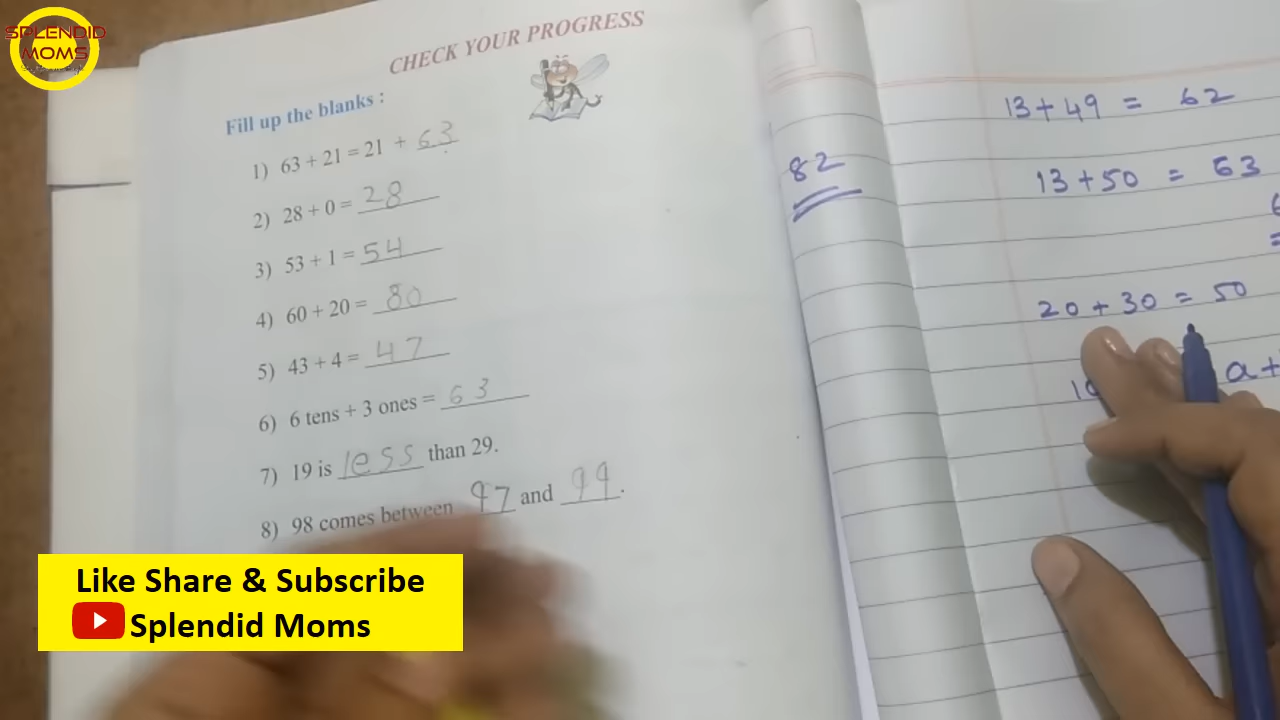 SPLENDID
MOMS
CHECK YOUR PROGRESS
Fill up the blanks :
1) 63 + 21 = 21 + 63
2) 28 + 0 = 28
3) 53 + 1 = 54
4) 60 + 20 = 80
5) 43 + 4 = 47
6) 6 tens + 3 ones = 63
7) 19 is less than 29.
8) 98 comes between 97 and 99.
82
13 + 49 = 62
13 + 50 = 63
20 + 30 = 50
a +
Like Share & Subscribe
Splendid Moms